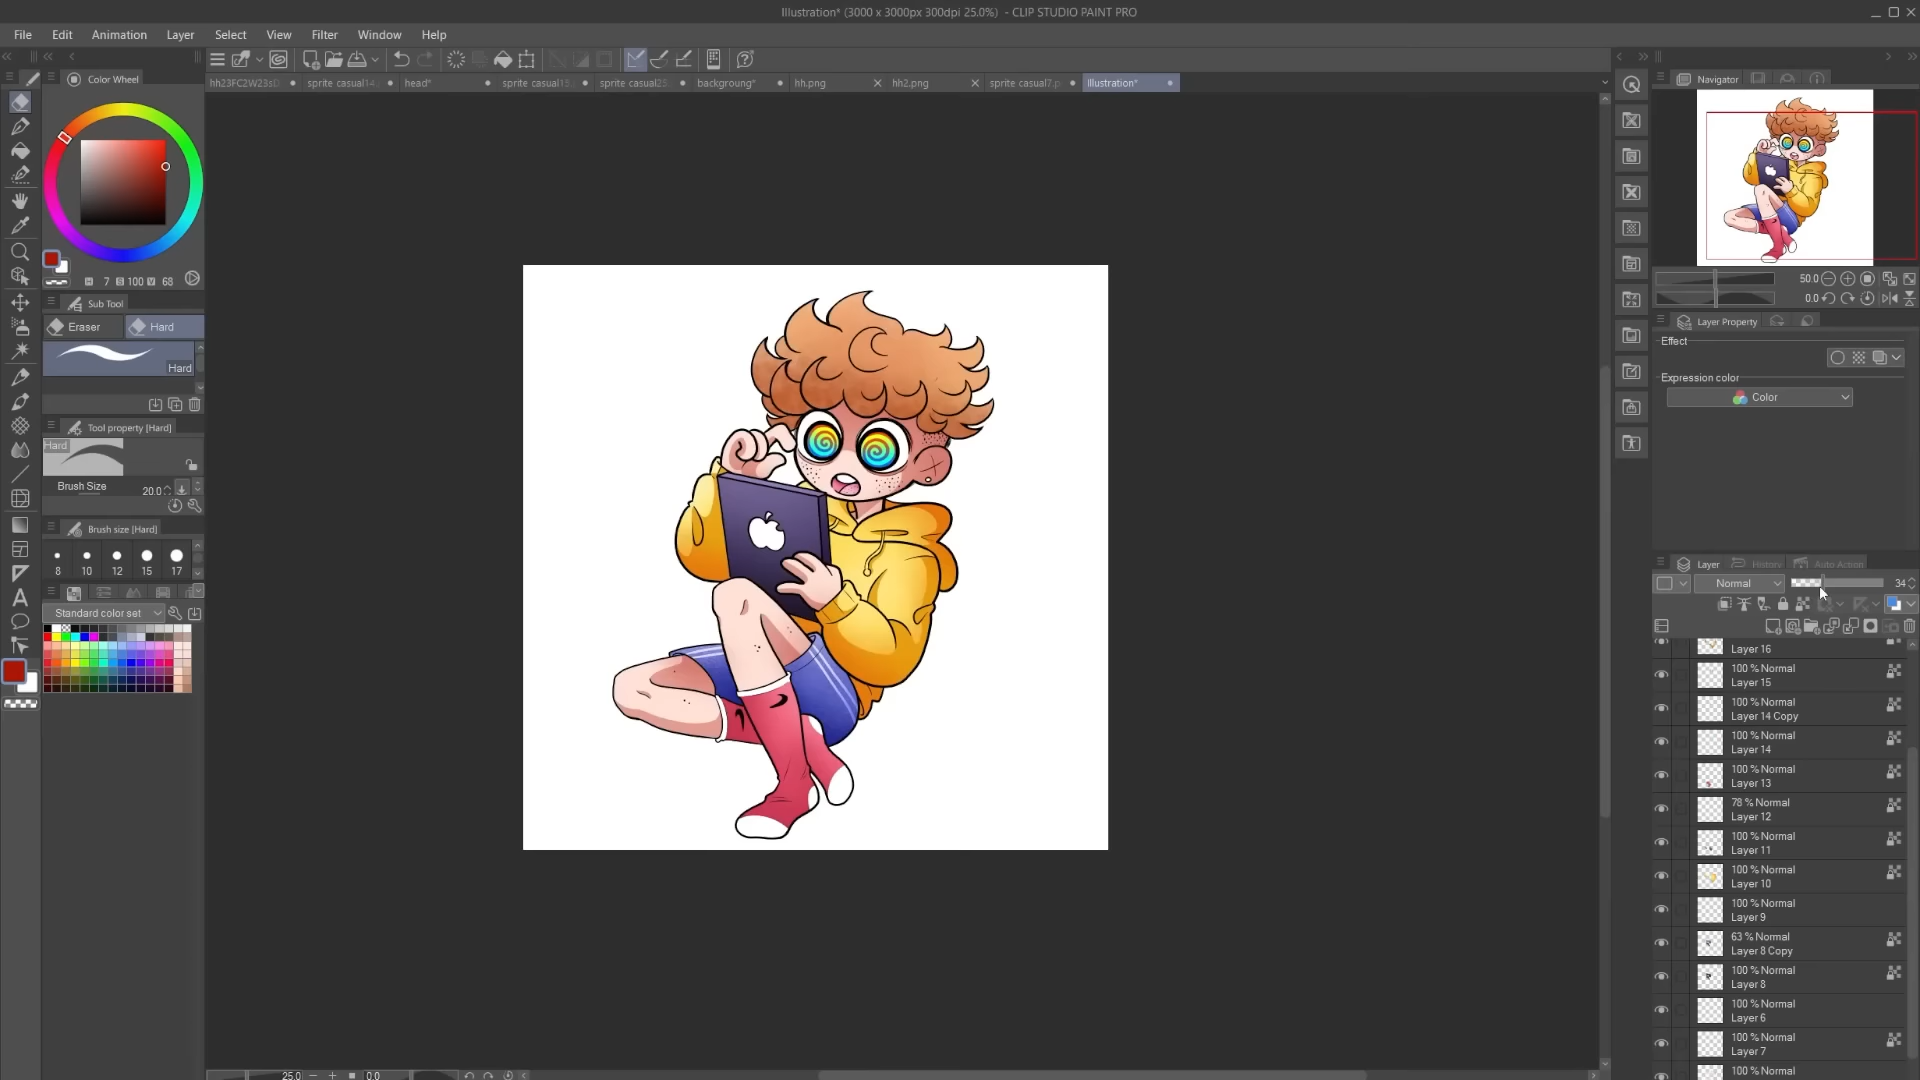 Illustration* (3000 x 3000px 300dpi 25.0%) - CLIP STUDIO PAINT PRO
File Edit Animation Layer Select View Filter Window Help
hh23FC2W23s(
sprite casual14
head*
sprite casual15
sprite casual25
backgroung*
hh.png
hh2.png
sprite casual7.p
Illustration*
Color Wheel
H 7 S 100 V 68
Sub Tool
Eraser Hard
Hard
Tool property [Hard]
Hard
Brush Size 20.0
Brush size [Hard]
8 10 12 15 17
Standard color set
25.0 0.0
Navigator
50.0
0.0
Layer Property
Effect
Expression color
Color
Layer History Auto Action
Normal 34
Layer 16
100 % Normal
Layer 15
100 % Normal
Layer 14 Copy
100 % Normal
Layer 14
100 % Normal
Layer 13
78 % Normal
Layer 12
100 % Normal
Layer 11
100 % Normal
Layer 10
100 % Normal
Layer 9
63 % Normal
Layer 8 Copy
100 % Normal
Layer 8
100 % Normal
Layer 6
100 % Normal
Layer 7
100 % Normal